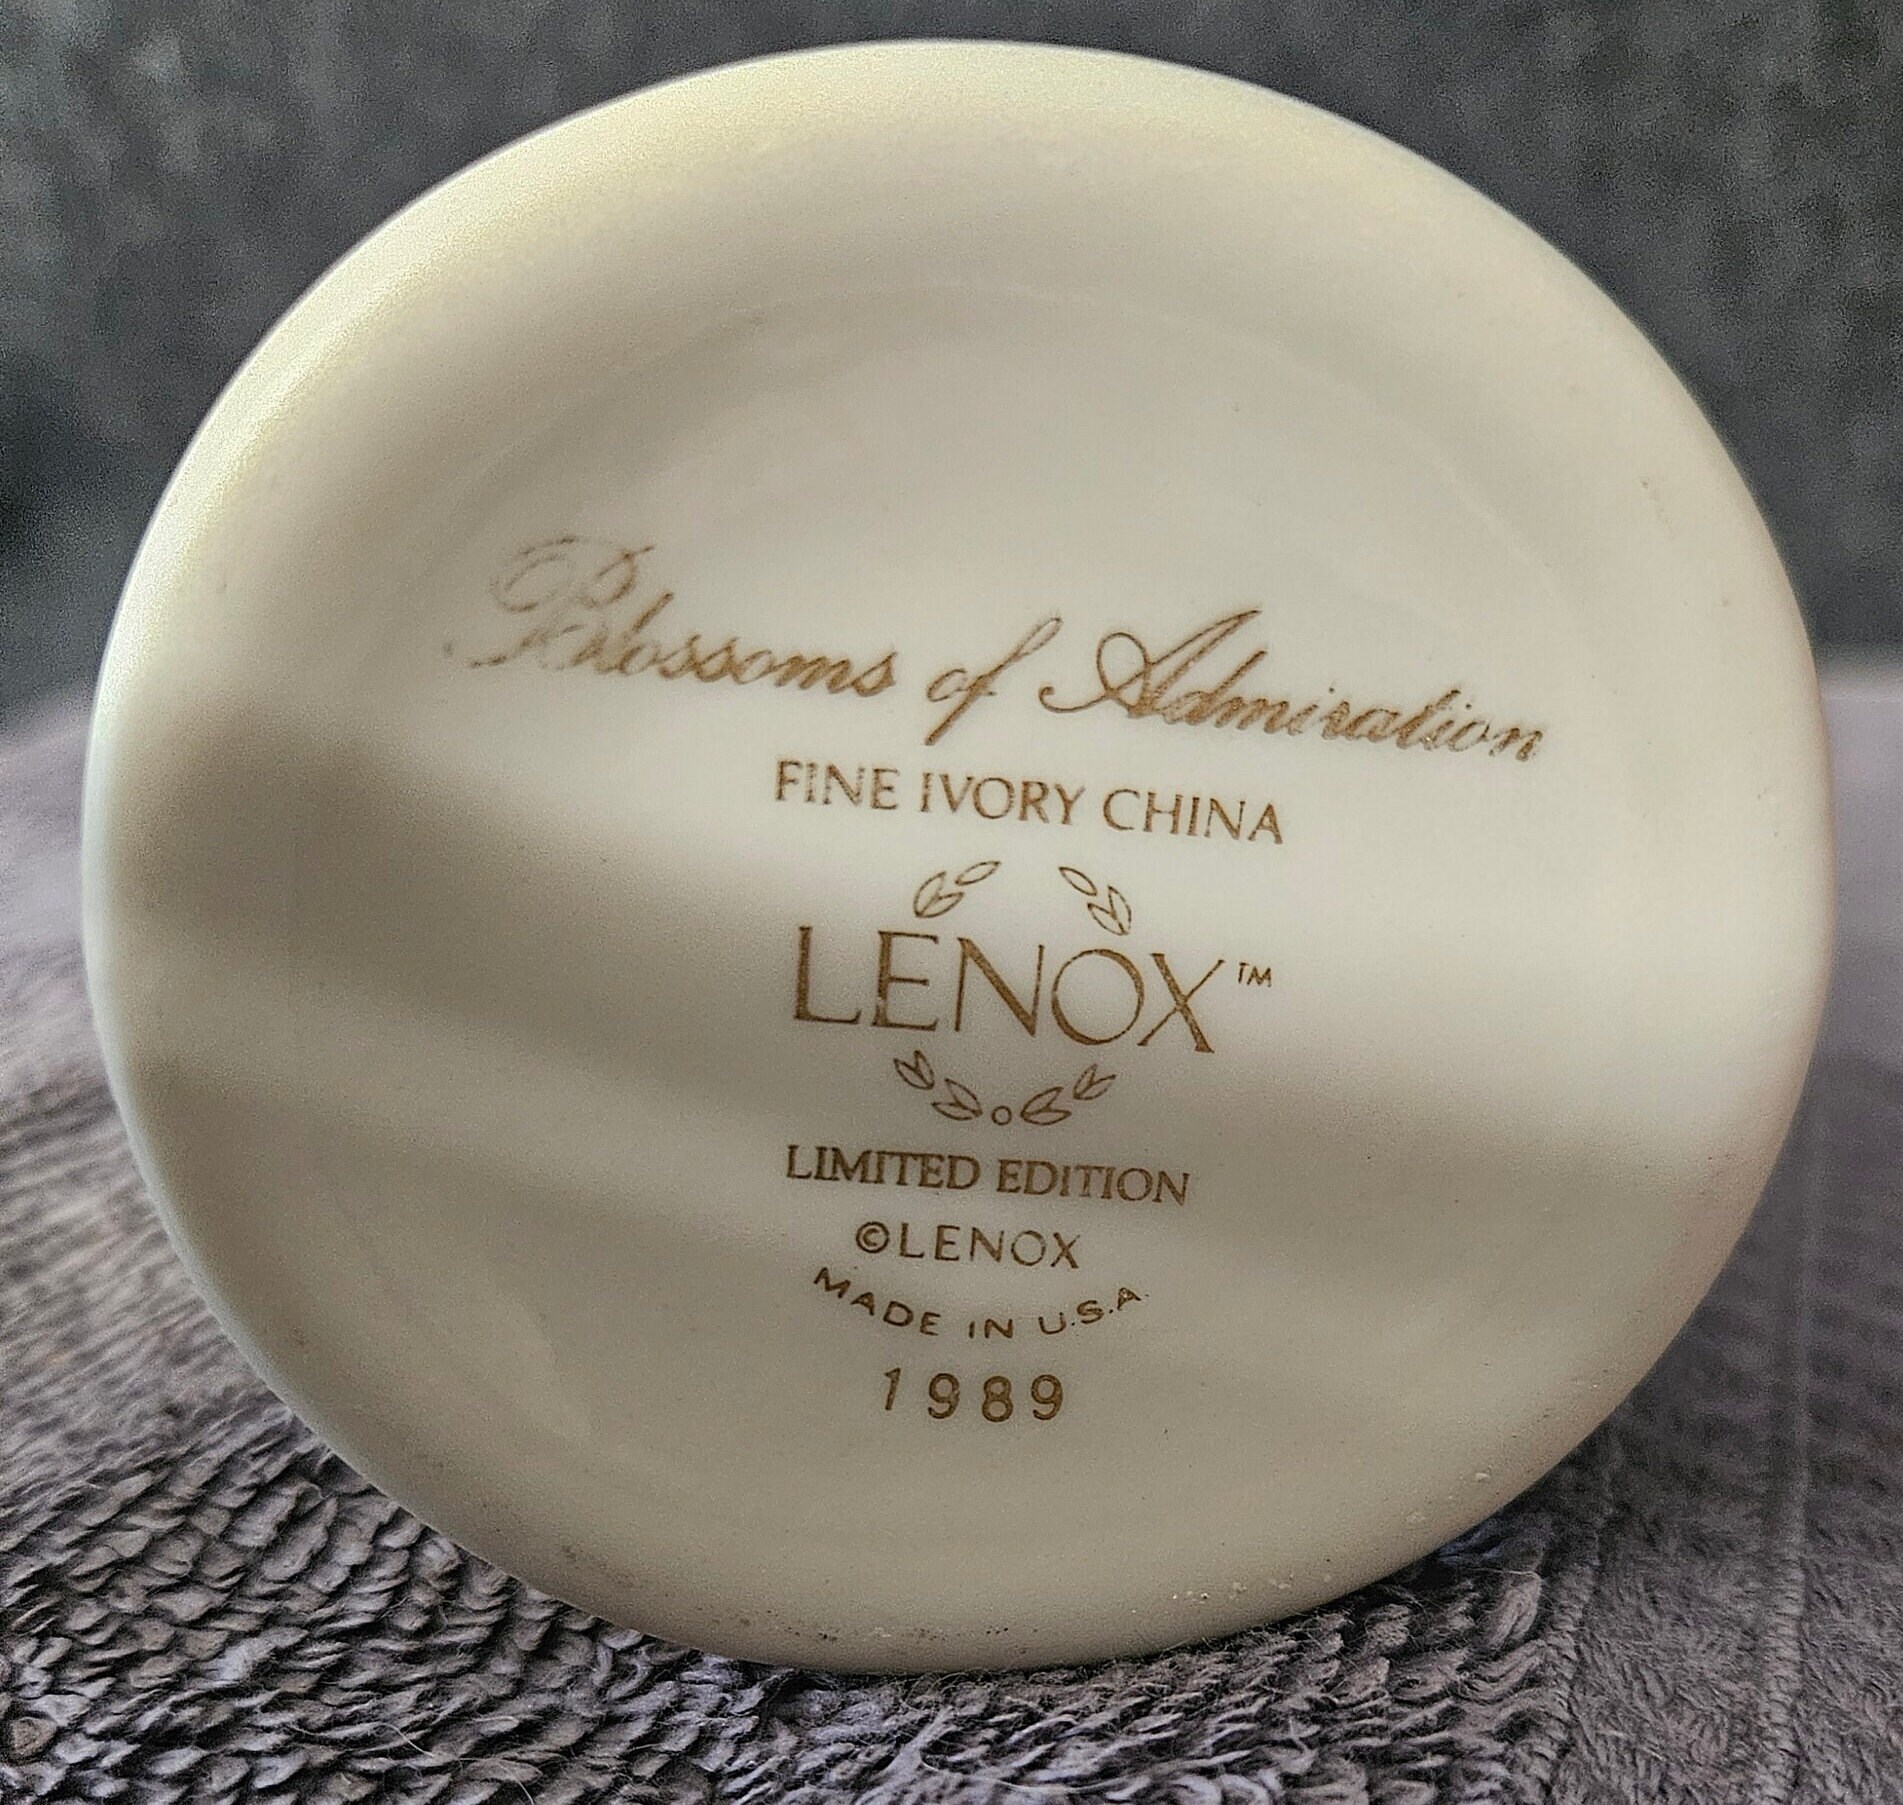 Blossoms of Admiration
FINE IVORY CHINA
LENOX™
LIMITED EDITION
©LENOX
MADE IN U.S.A.
1989